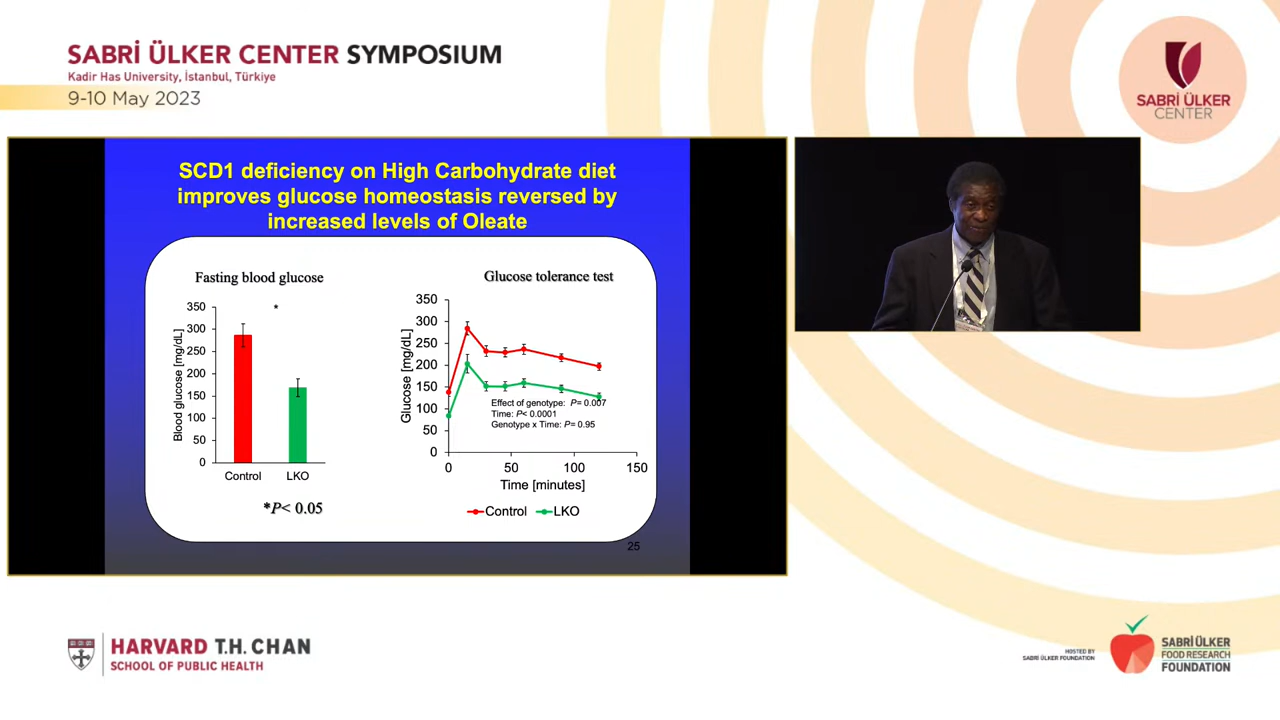 SABRİ ÜLKER CENTER SYMPOSIUM
Kadir Has University, İstanbul, Türkiye
9-10 May 2023
SABRİ ÜLKER
CENTER
SCD1 deficiency on High Carbohydrate diet
improves glucose homeostasis reversed by
increased levels of Oleate
Fasting blood glucose
*
350
300
250
200
150
100
50
0
Blood glucose [mg/dL]
Control
LKO
*P< 0.05
Glucose tolerance test
350
300
250
200
150
100
50
0
Glucose [mg/dL]
Effect of genotype: P= 0.007
Time: P< 0.0001
Genotype x Time: P= 0.95
0 50 100 150
Time [minutes]
Control LKO
25
HARVARD T.H. CHAN
SCHOOL OF PUBLIC HEALTH
HOSTED BY
SABRI ÜLKER FOUNDATION
SABRİ ÜLKER
FOOD RESEARCH
FOUNDATION